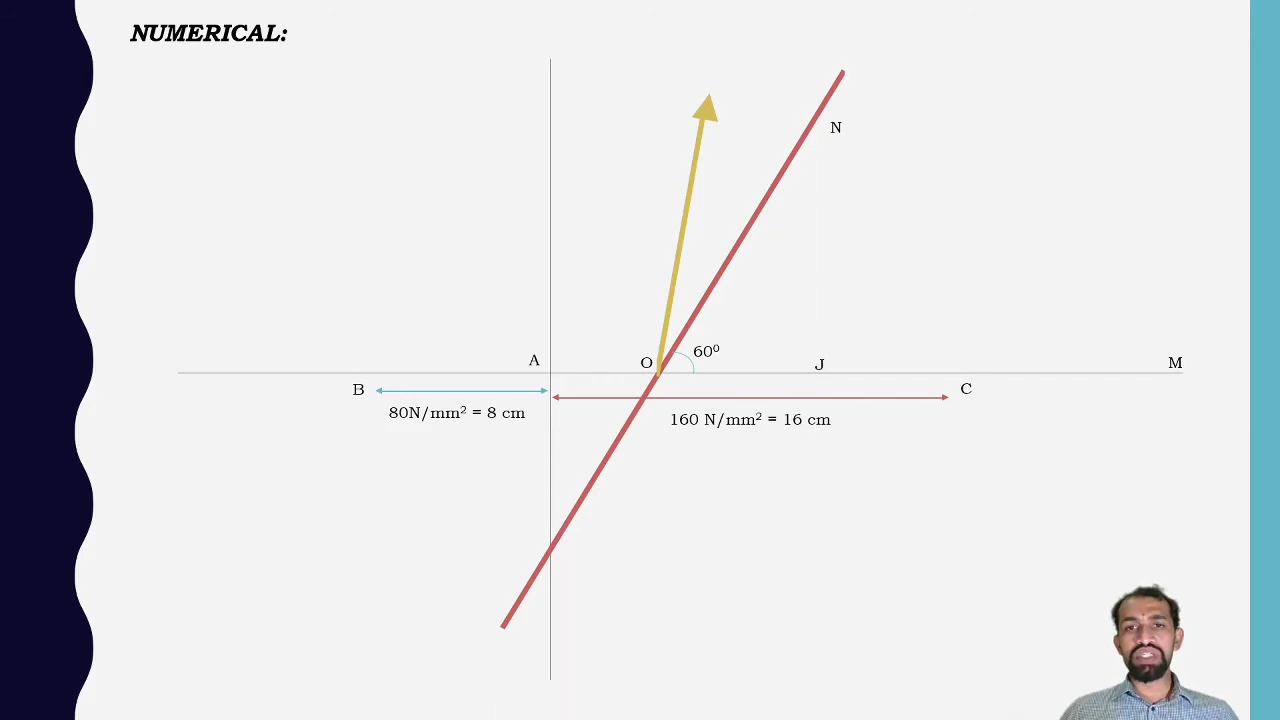 NUMERICAL:
N
60⁰
A
O
J
M
B
C
80N/mm² = 8 cm
160 N/mm² = 16 cm